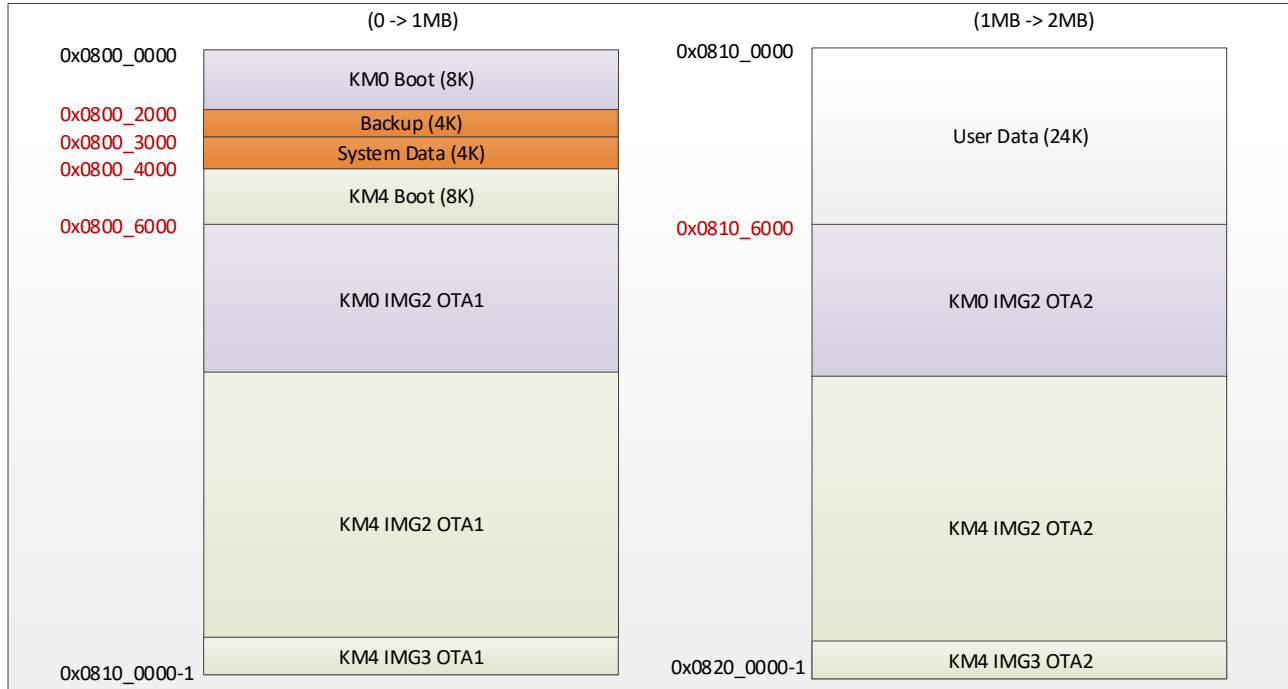 (0 -> 1MB)
0x0800_0000
KM0 Boot (8K)
0x0800_2000
Backup (4K)
0x0800_3000
System Data (4K)
0x0800_4000
KM4 Boot (8K)
0x0800_6000
KM0 IMG2 OTA1
KM4 IMG2 OTA1
KM4 IMG3 OTA1
0x0810_0000-1
(1MB -> 2MB)
0x0810_0000
User Data (24K)
0x0810_6000
KM0 IMG2 OTA2
KM4 IMG2 OTA2
KM4 IMG3 OTA2
0x0820_0000-1